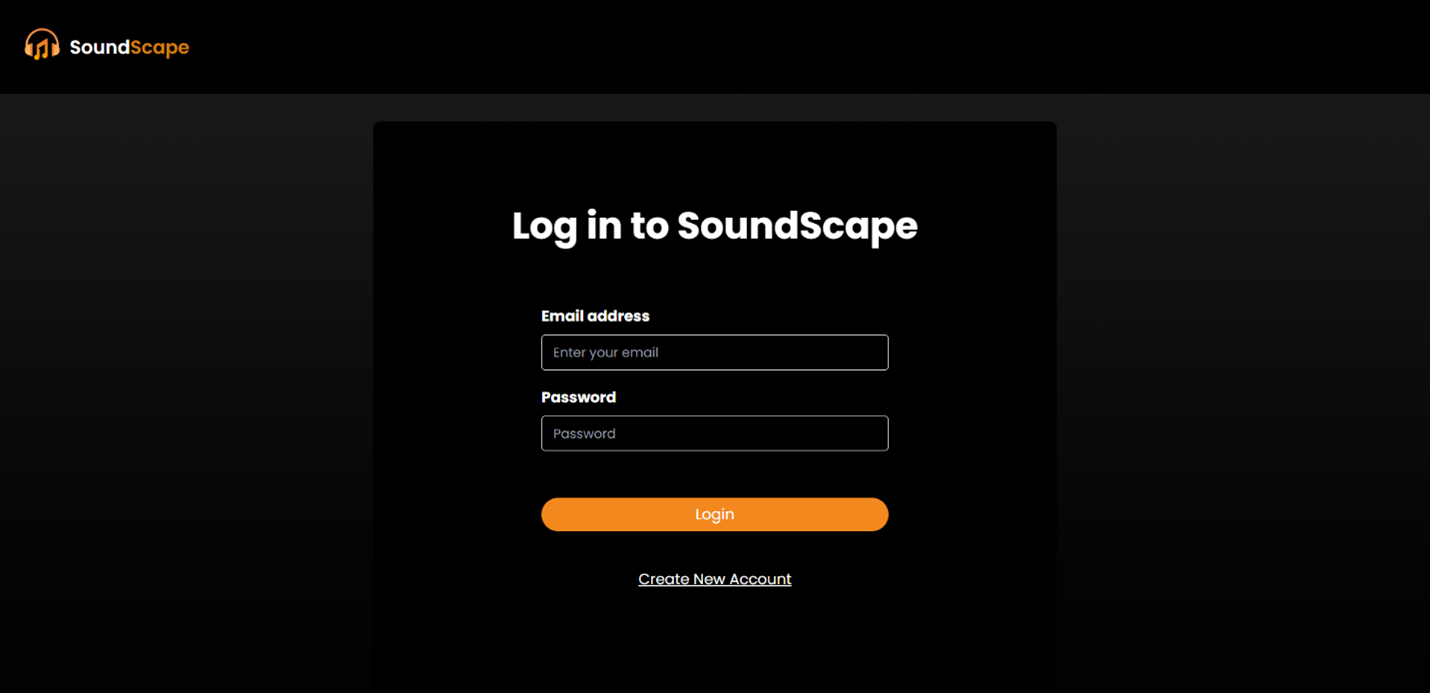 SoundScape
Log in to SoundScape
Email address
Enter your email
Password
Password
Login
Create New Account